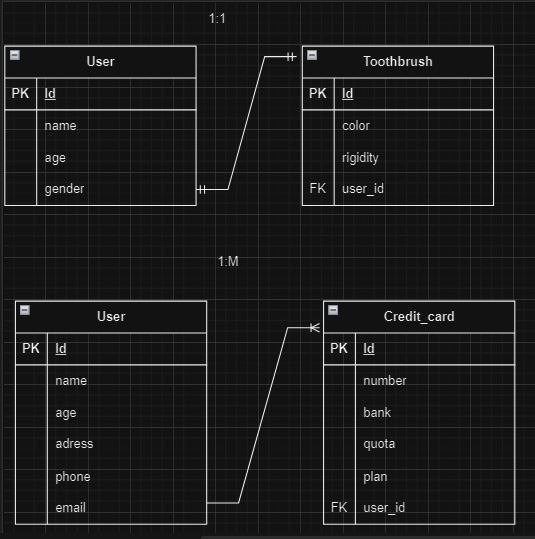 1:1
User
PK Id
name
age
gender
Toothbrush
PK Id
color
rigidity
FK user_id
1:M
User
PK Id
name
age
adress
phone
email
Credit_card
PK Id
number
bank
quota
plan
FK user_id